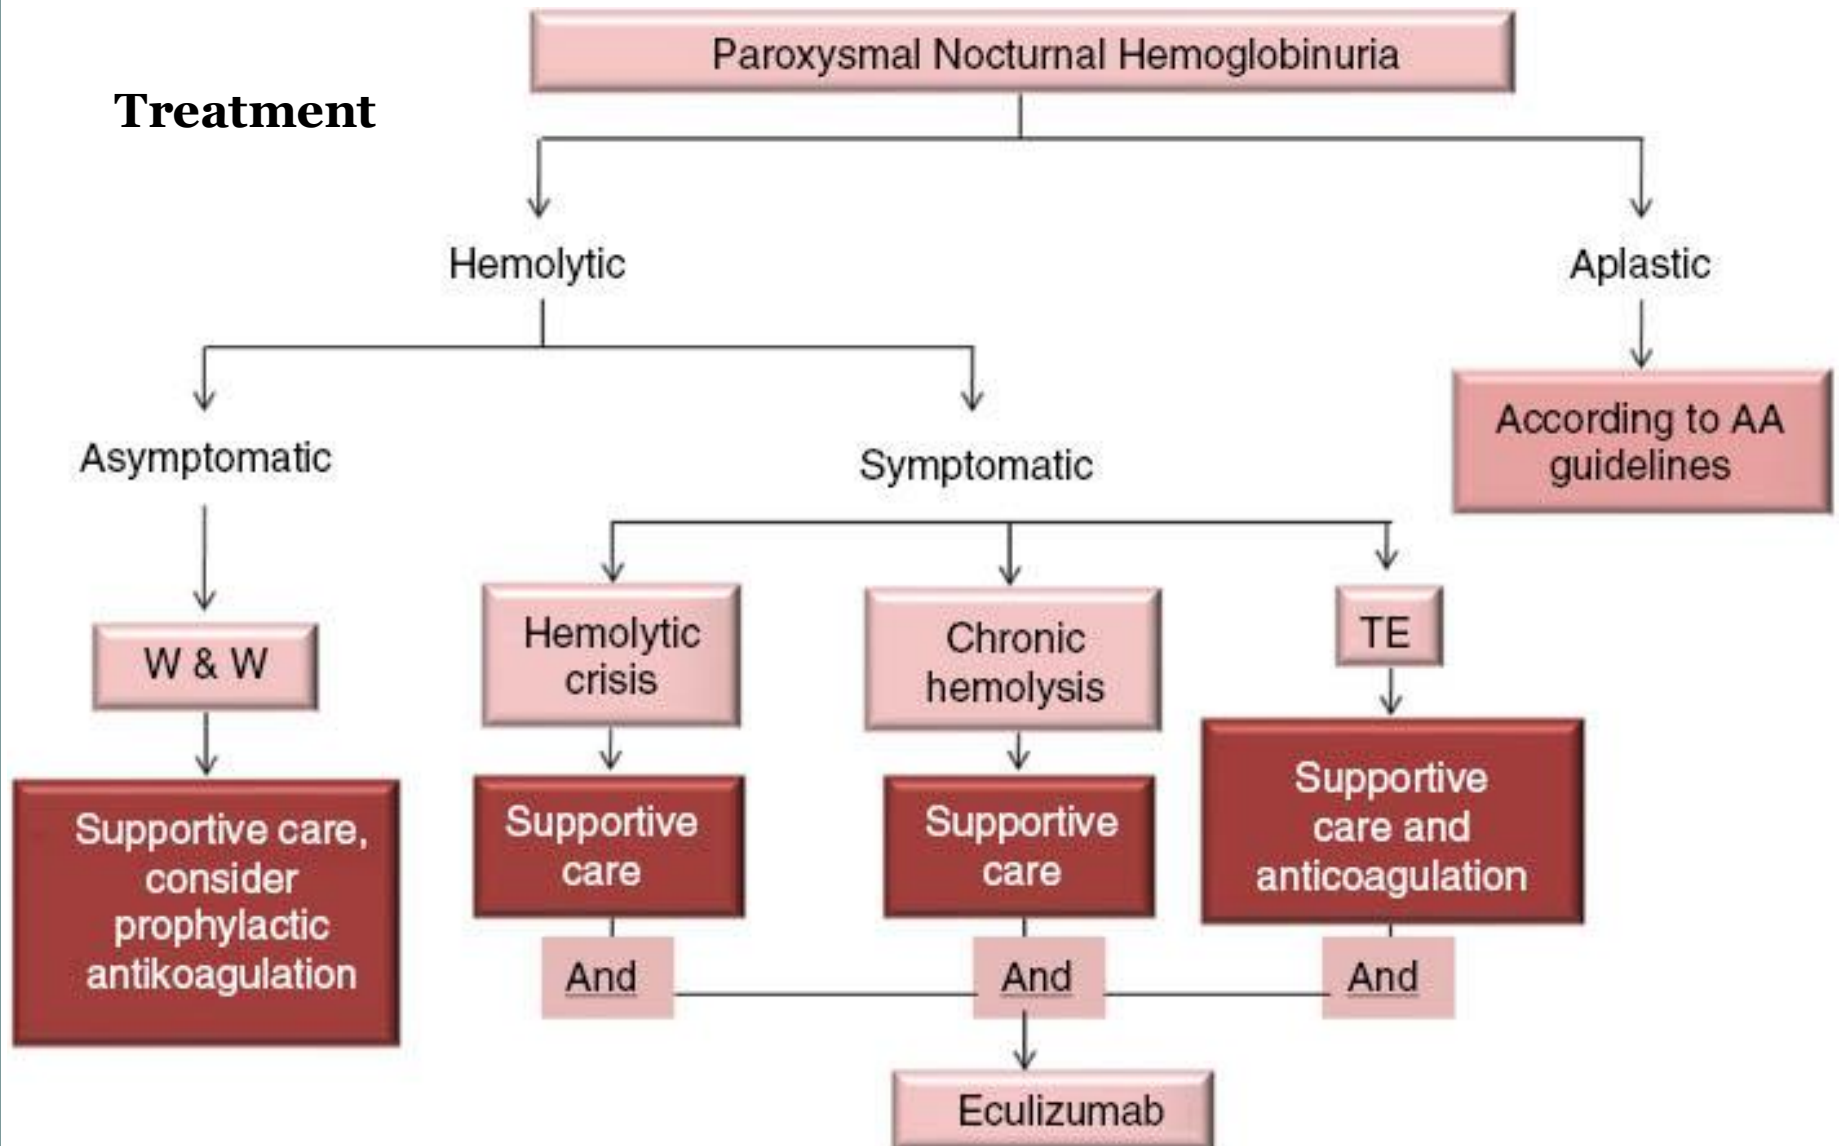 Paroxysmal Nocturnal Hemoglobinuria
Treatment
Hemolytic
Aplastic
According to AA
guidelines
Asymptomatic
Symptomatic
W & W
Hemolytic
crisis
Chronic
hemolysis
TE
Supportive care,
consider
prophylactic
antikoagulation
Supportive
care
Supportive
care
Supportive
care and
anticoagulation
And
And
And
Eculizumab